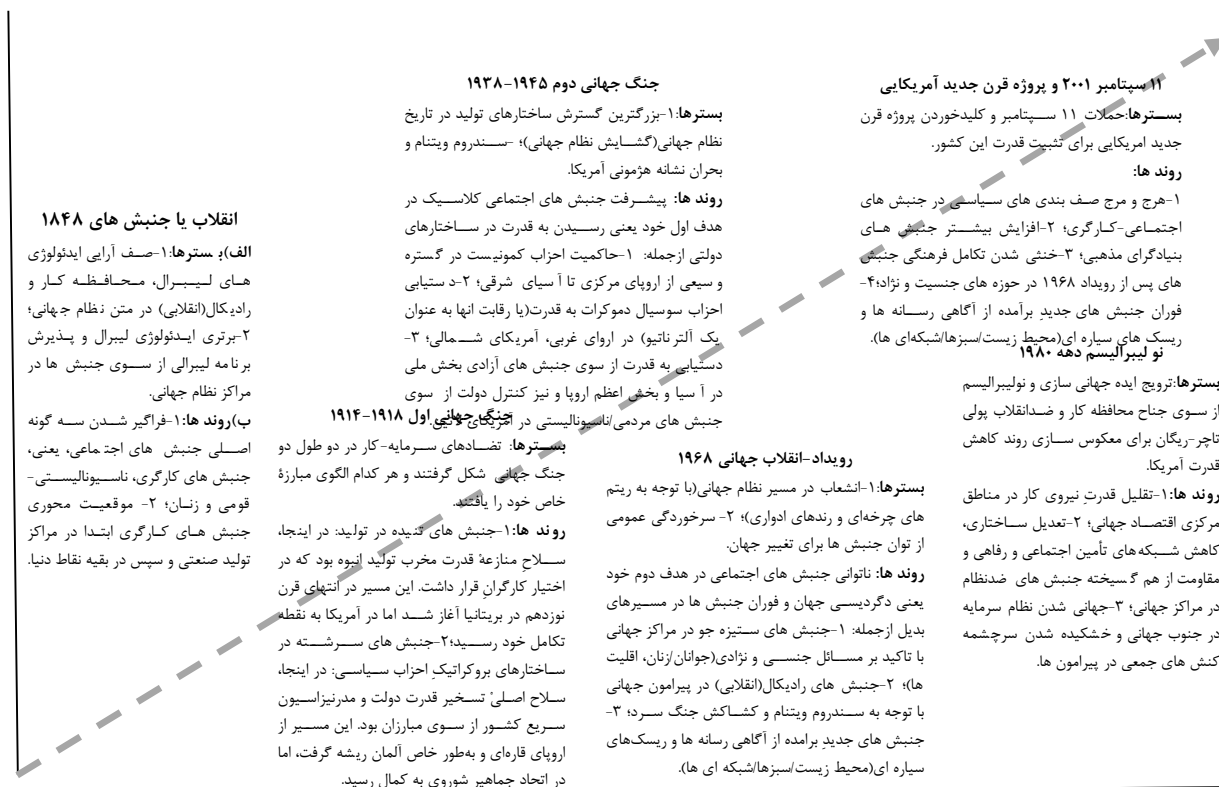 انقلاب یا جنبش های ۱۸۴۸
الف)بسترها:۱-صف آرایی ایدئولوژی
های لیبرال، محافظه کار و
رادیکال(انقلابی) در متن نظام جهانی؛
۲-برتری ایدئولوژی لیبرال و پذیرش
برنامه لیبرالی از سوی جنبش ها در
مراکز نظام جهانی.
ب)روند ها:۱-فراگیر شدن سه گونه
اصلی جنبش های اجتماعی، یعنی،
جنبش های کارگری، ناسیونالیستی-
قومی و زنان؛ ۲- موقعیت محوری
جنبش های کارگری ابتدا در مراکز
تولید صنعتی و سپس در بقیه نقاط دنیا.
جنگ جهانی اول ۱۹۱۸-۱۹۱۴
بسترها: تضادهای سرمایه-کار در دو طول دو
جنگ جهانی شکل گرفتند و هر کدام الگوی مبارزۀ
خاص خود را یافتند.
روند ها:۱-جنبش های تنیده در تولید: در اینجا،
سلاح منازعهٔ قدرت مخرب تولید انبوه بود که در
اختیار کارگرانِ قرار داشت. این مسیر در انتهای قرن
نوزدهم در بریتانیا آغاز شد اما در آمریکا به نقطه
تکامل خود رسید؛۲-جنبش های سرشته در
ساختارهای بروکراتیکِ احزاب سیاسی: در اینجا،
سلاح اصلیْ تسخیر قدرت دولت و مدرنیزاسیون
سریع کشور از سوی مبارزان بود. این مسیر از
اروپای قاره‌ای و به‌طور خاص آلمان ریشه گرفت، اما
در اتحاد جماهیر شوروی به کمال رسید.
جنگ جهانی دوم ۱۹۴۵-۱۹۳۸
بسترها:۱-بزرگترین گسترش ساختارهای تولید در تاریخ
نظام جهانی(گشایش نظام جهانی)؛ -سندروم ویتنام و
بحران نشانه هژمونی آمریکا.
روند ها: پیشرفت جنبش های اجتماعی کلاسیک در
هدف اول خود یعنی رسیدن به قدرت در ساختارهای
دولتی ازجمله: ۱-حاکمیت احزاب کمونیست در گستره
و سیعی از اروپای مرکزی تا آ سیای شرقی؛ ۲-د ستیابی
احزاب سوسیال دموکرات به قدرت(یا رقابت انها به عنوان
یک آلترناتیو) در اروای غربی، آمریکای شمالی؛ ۳-
دستیابی به قدرت از سوی جنبش های آزادی بخش ملی
در آ سیا و بخش اعظم اروپا و نیز کنترل دولت از سوی
جنبش های مردمی/ناسیونالیستی در آمریکای لاتین.
رویداد-انقلاب جهانی ۱۹۶۸
بسترها:۱-انشعاب در مسیر نظام جهانی(با توجه به ریتم
های چرخه‌ای و رندهای ادواری)؛ ۲- سرخوردگی عمومی
از توان جنبش ها برای تغییر جهان.
روند ها: ناتوانی جنبش های اجتماعی در هدف دوم خود
یعنی دگردیسی جهان و فوران جنبش ها در مسیرهای
بدیل ازجمله: ۱-جنبش های ستیزه جو در مراکز جهانی
با تاکید بر مسائل جنسی و نژادی(جوانان/زنان، اقلیت
ها)؛ ۲-جنبش های رادیکال(انقلابی) در پیرامون جهانی
با توجه به سندروم ویتنام و کشاکش جنگ سرد؛ ۳-
جنبش های جدیدِ برامده از آگاهی رسانه ها و ریسک‌های
سیاره ای(محیط زیست/سبزها/شبکه ای ها).
۱۱ سپتامبر ۲۰۰۱ و پروژه قرن جدید آمریکایی
بسترها:حملات ۱۱ سپتامبر و کلیدخوردن پروژه قرن
جدید امریکایی برای تثبیت قدرت این کشور.
روند ها:
۱-هرج و مرج صف بندی های سیاسی در جنبش های
اجتماعی-کارگری؛ ۲-افزایش بیشتر جنبش های
بنیادگرای مذهبی؛ ۳-خنثی شدن تکامل فرهنگی جنبش
های پس از رویداد ۱۹۶۸ در حوزه های جنسیت و نژاد؛۴-
فوران جنبش های جدیدِ برآمده از آگاهی رسانه ها و
ریسک های سیاره ای(محیط زیست/سبزها/شبکه‌ای ها).
نو لیبرالیسم دهه ۱۹۸۰
بسترها:ترویج ایده جهانی سازی و نولیبرالیسم
از سوی جناح محافظه کار و ضدانقلاب پولی
تاچر-ریگان برای معکوس سازی روند کاهش
قدرت آمریکا.
روند ها:۱-تقلیل قدرتِ نیروی کار در مناطق
مرکزی اقتصاد جهانی؛ ۲-تعدیل ساختاری،
کاهش شبکه‌های تأمین اجتماعی و رفاهی و
مقاومت از هم گسیخته جنبش های ضدنظام
در مراکز جهانی؛ ۳-جهانی شدن نظام سرمایه
در جنوب جهانی و خشکیده شدن سرچشمه
کنش های جمعی در پیرامون ها.